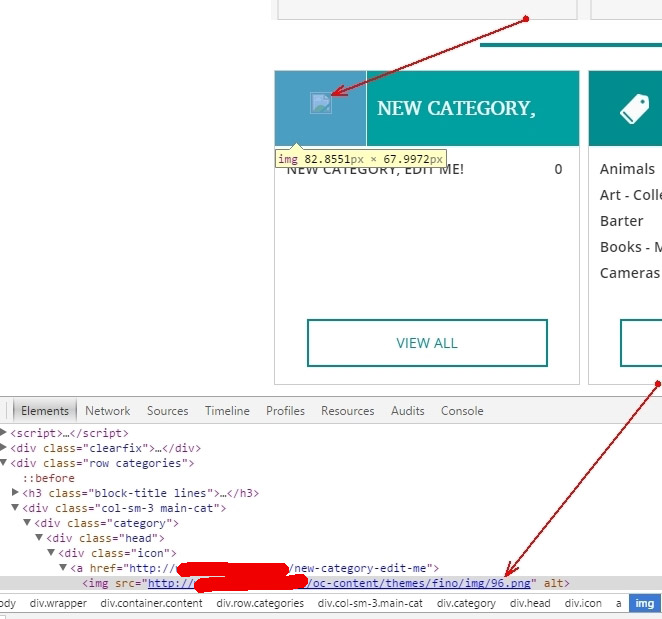 NEW CATEGORY,
img 82.8551px × 67.9972px
NEW CATEGORY, EDIT ME! 0
VIEW ALL
Animals
Art - Colle
Barter
Books - M
Cameras
Elements Network Sources Timeline Profiles Resources Audits Console
<script>…</script>
<div class="clearfix">…</div>
<div class="row categories">
::before
<h3 class="block-title lines">…</h3>
<div class="col-sm-3 main-cat">
<div class="category">
<div class="head">
<div class="icon">
<a href="http:// /new-category-edit-me">
<img src="http:// /oc-content/themes/fino/img/96.png" alt>
ody div.wrapper div.container.content div.row.categories div.col-sm-3.main-cat div.category div.head div.icon a img